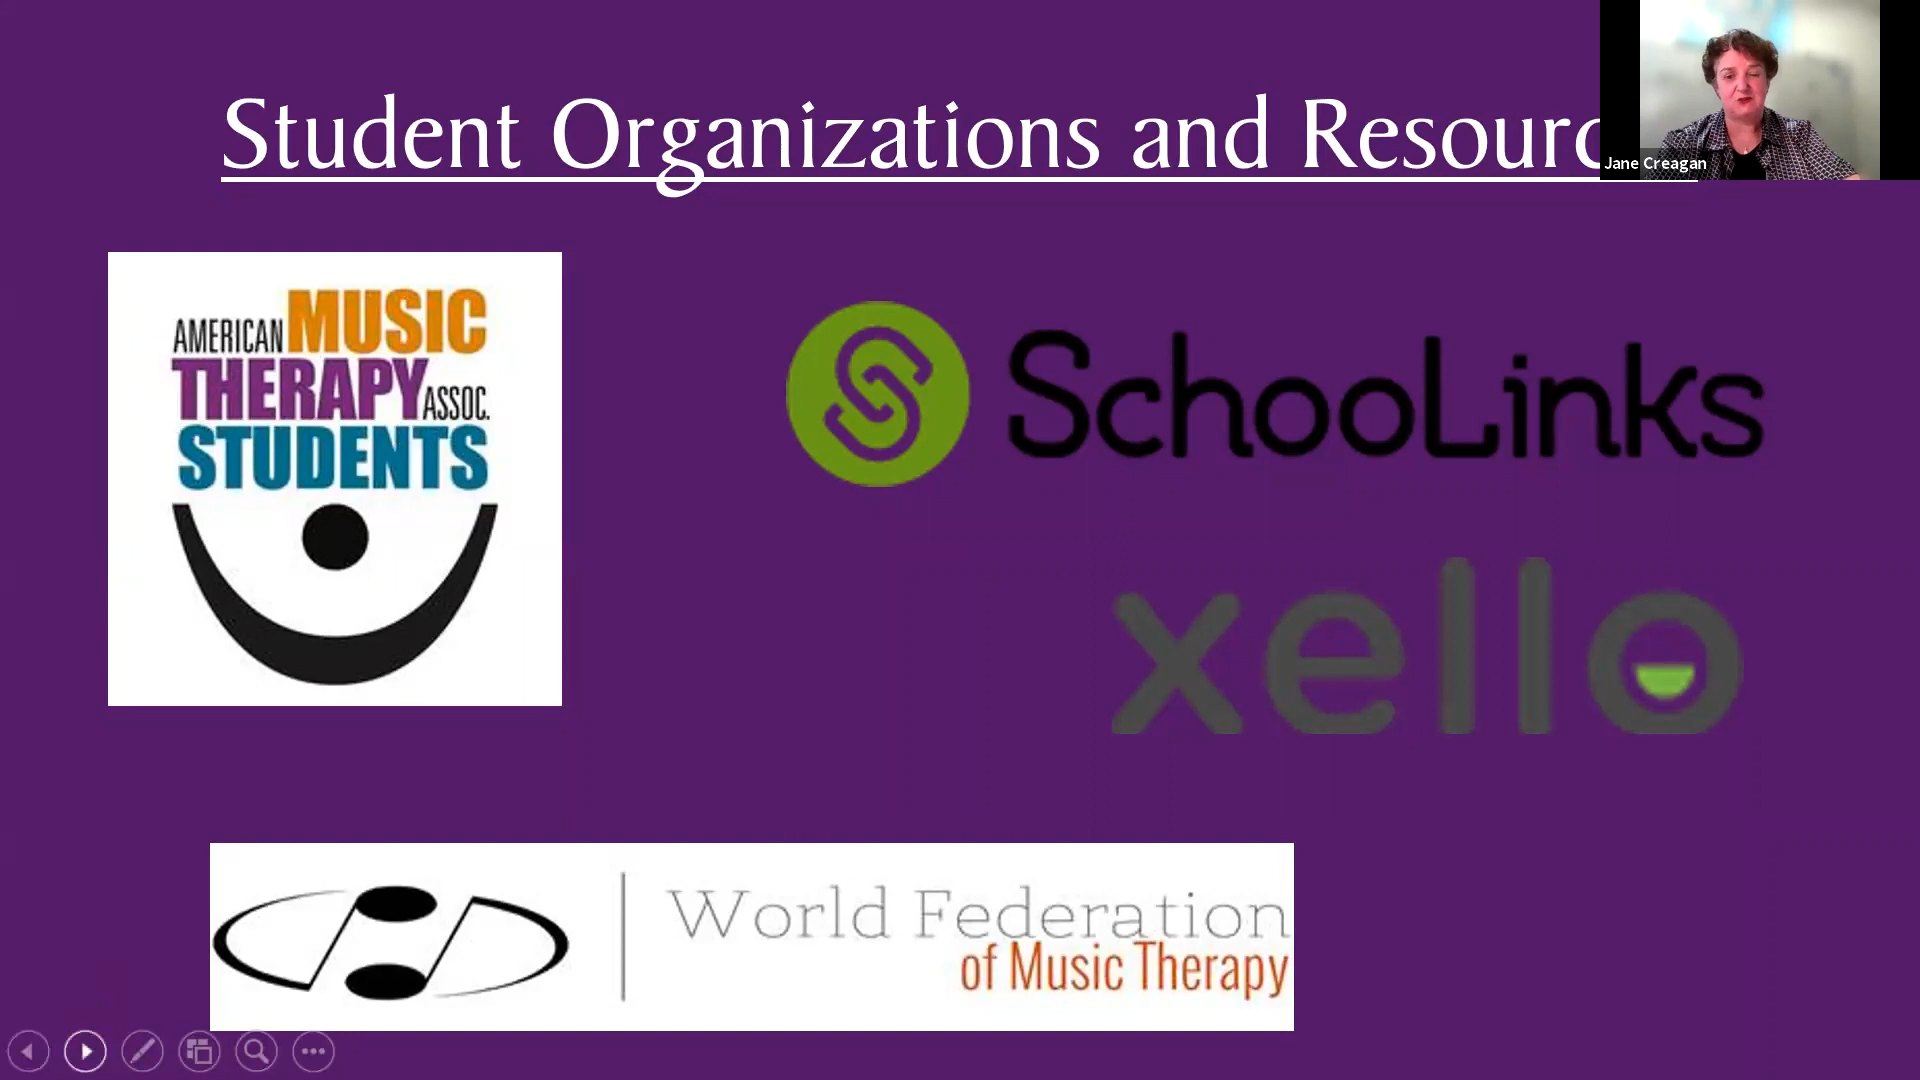 Student Organizations and Resourc
Jane Creagan
AMERICAN MUSIC
THERAPY ASSOC.
STUDENTS
SchooLinks
xello
World Federation
of Music Therapy